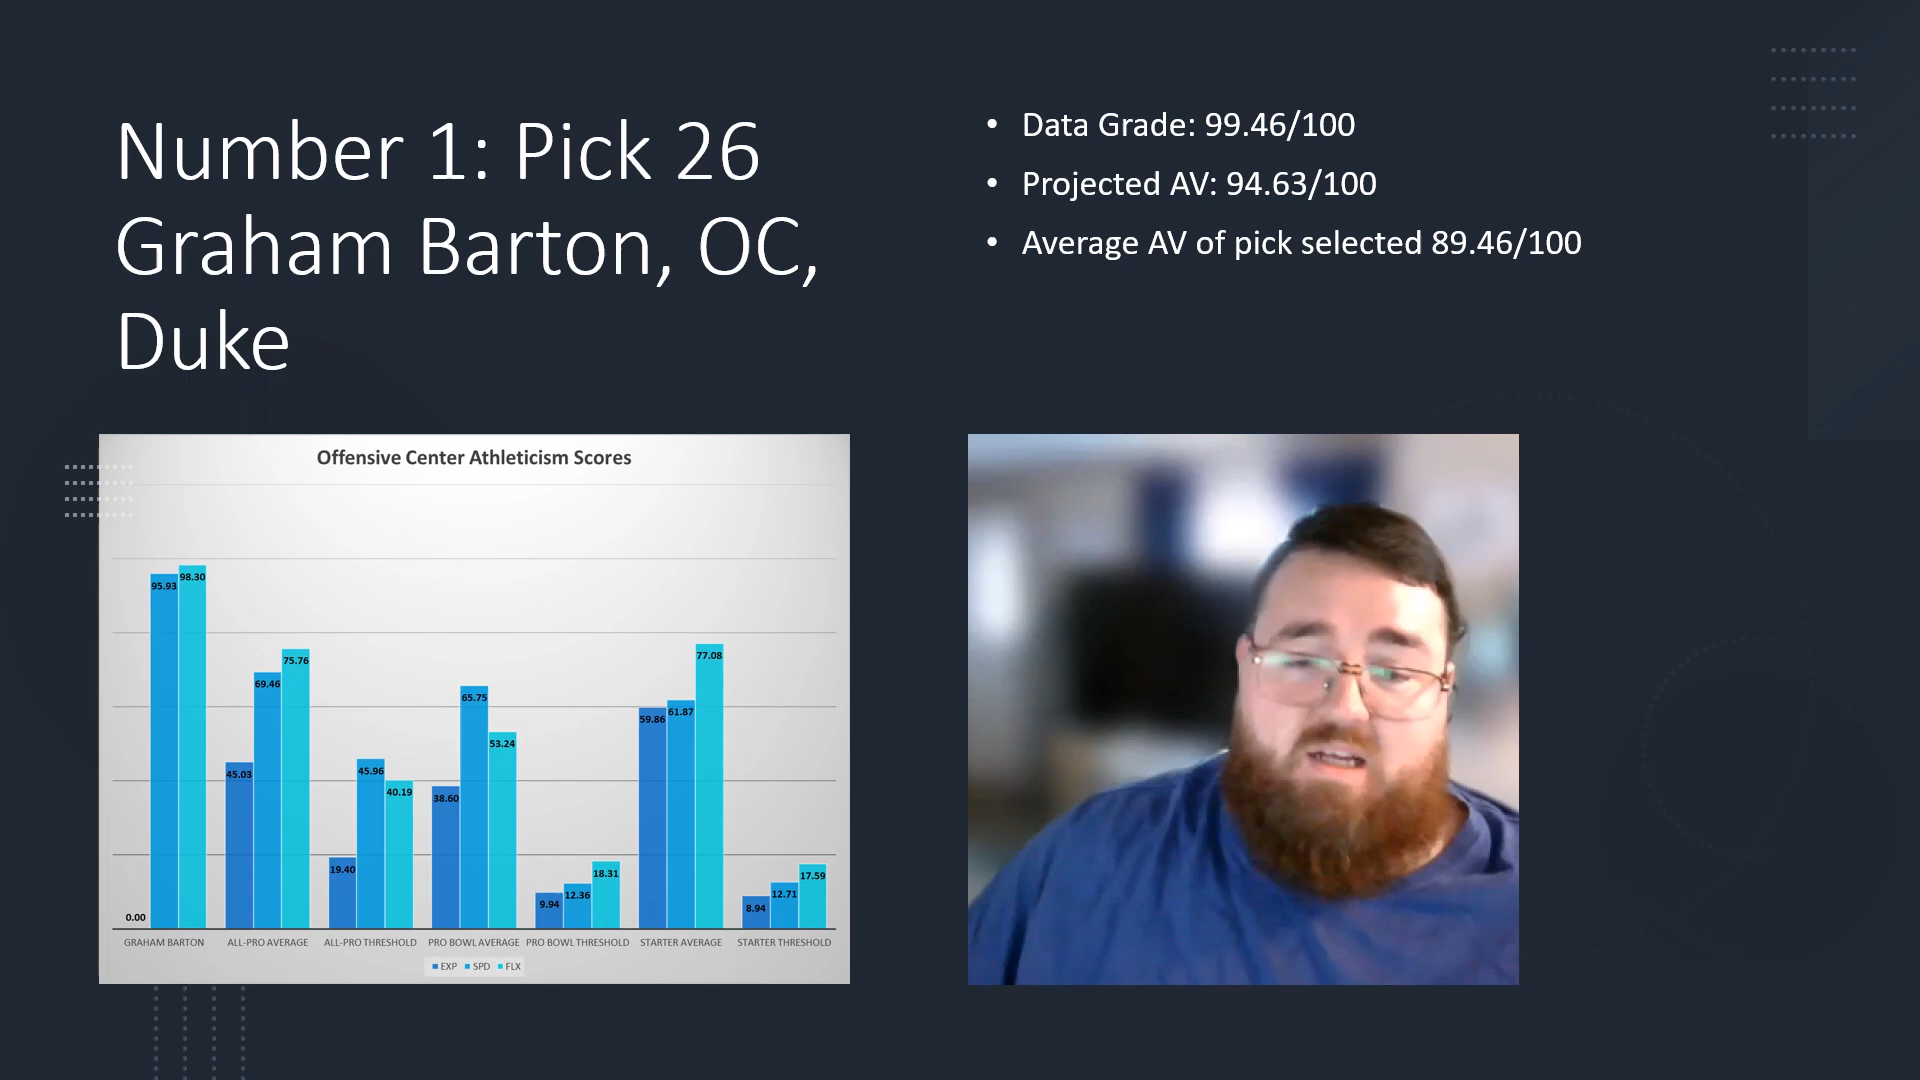 Number 1: Pick 26
Graham Barton, OC,
Duke
• Data Grade: 99.46/100
• Projected AV: 94.63/100
• Average AV of pick selected 89.46/100
Offensive Center Athleticism Scores
0.00 95.93 98.30
45.03 69.46 75.76
19.40 45.96 40.19
38.60 65.75 53.24
9.94 12.36 18.31
59.86 61.87 77.08
8.94 12.71 17.59
GRAHAM BARTON ALL-PRO AVERAGE ALL-PRO THRESHOLD PRO BOWL AVERAGE PRO BOWL THRESHOLD STARTER AVERAGE STARTER THRESHOLD
EXP SPD FLX